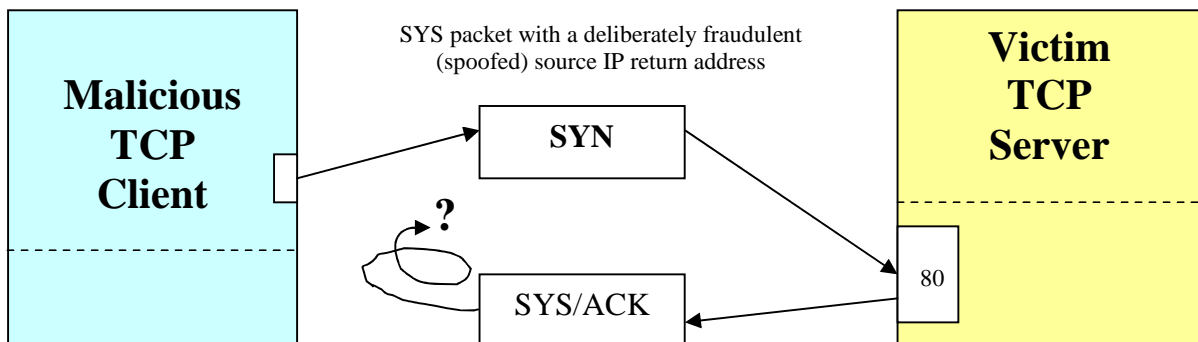 SYS packet with a deliberately fraudulent
(spoofed) source IP return address
Malicious
TCP
Client
SYN
Victim
TCP
Server
?
SYS/ACK
80